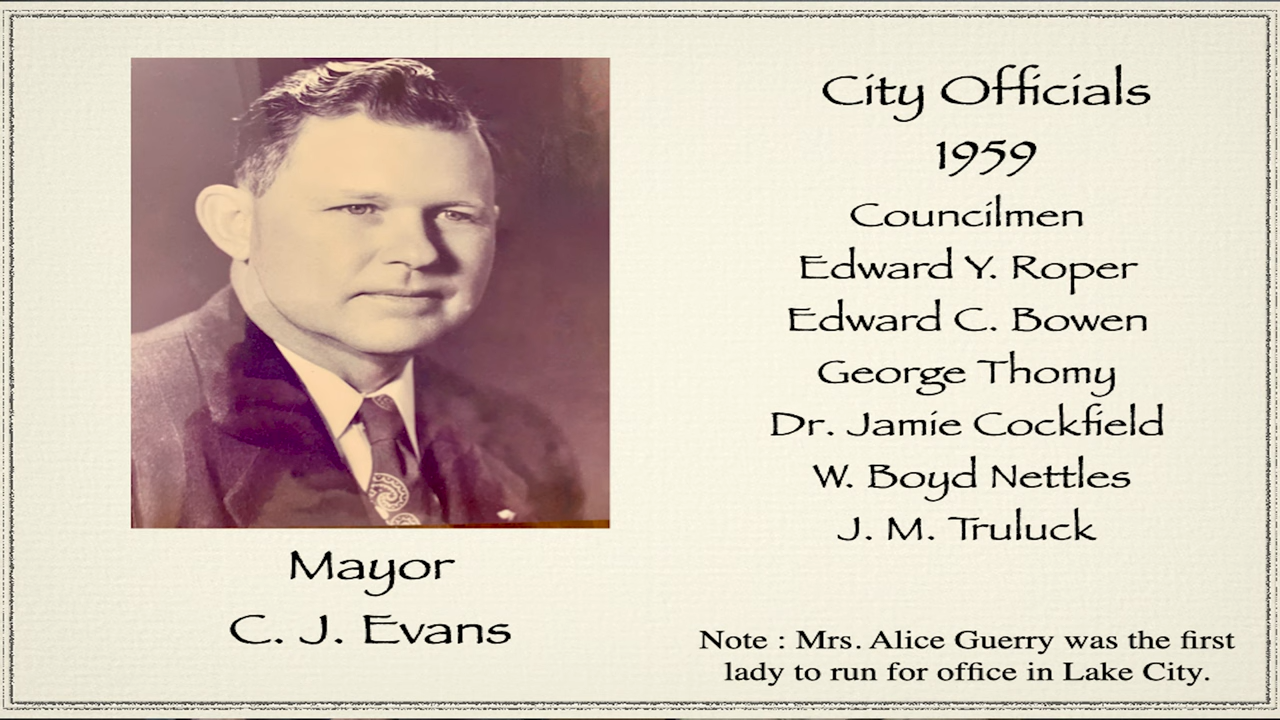 Mayor
C. J. Evans
City Officials
1959
Councilmen
Edward Y. Roper
Edward C. Bowen
George Thomy
Dr. Jamie Cockfield
W. Boyd Nettles
J. M. Truluck
Note : Mrs. Alice Guerry was the first
lady to run for office in Lake City.